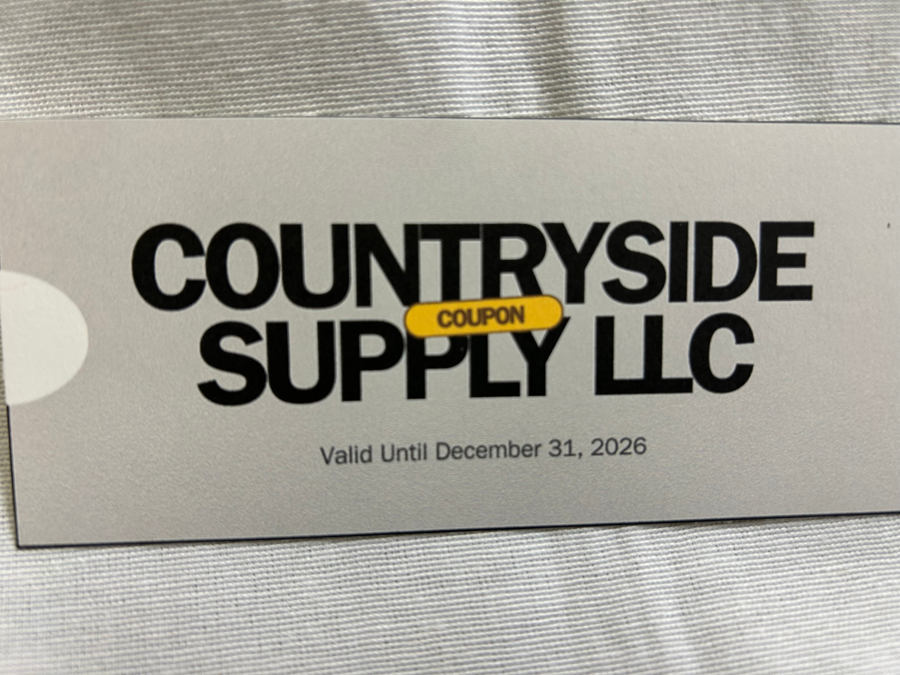 COUNTRYSIDE
COUPON
SUPPLY LLC
Valid Until December 31, 2026